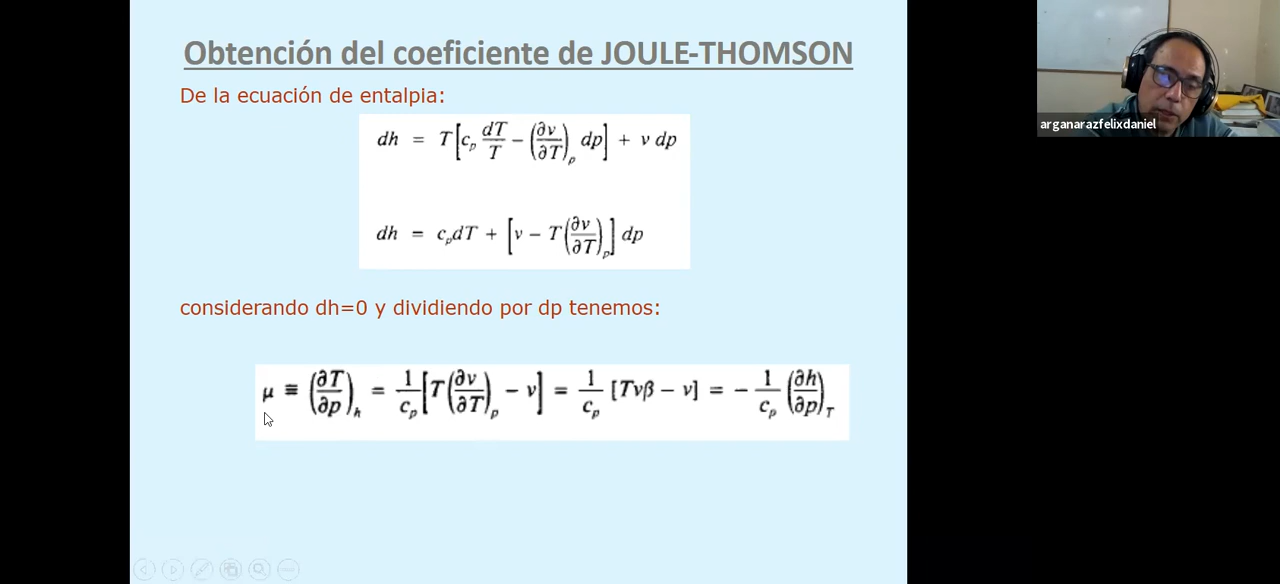 Obtención del coeficiente de JOULE-THOMSON
De la ecuación de entalpia:
dh = T[c_p dT/T − (∂v/∂T)_p dp] + v dp
dh = c_p dT + [v − T(∂v/∂T)_p] dp
considerando dh=0 y dividiendo por dp tenemos:
μ ≡ (∂T/∂p)_h = 1/c_p [T(∂v/∂T)_p − v] = 1/c_p [Tvβ − v] = − 1/c_p (∂h/∂p)_T
arganarazfelixdaniel